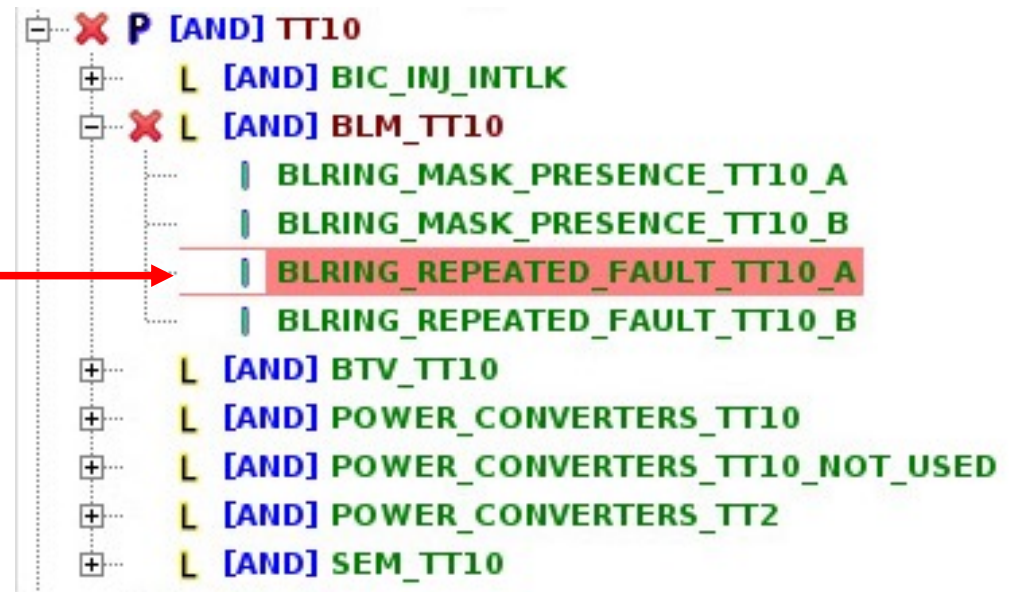 P [AND] TT10
L [AND] BIC_INJ_INTLK
L [AND] BLM_TT10
BLRING_MASK_PRESENCE_TT10_A
BLRING_MASK_PRESENCE_TT10_B
BLRING_REPEATED_FAULT_TT10_A
BLRING_REPEATED_FAULT_TT10_B
L [AND] BTV_TT10
L [AND] POWER_CONVERTERS_TT10
L [AND] POWER_CONVERTERS_TT10_NOT_USED
L [AND] POWER_CONVERTERS_TT2
L [AND] SEM_TT10